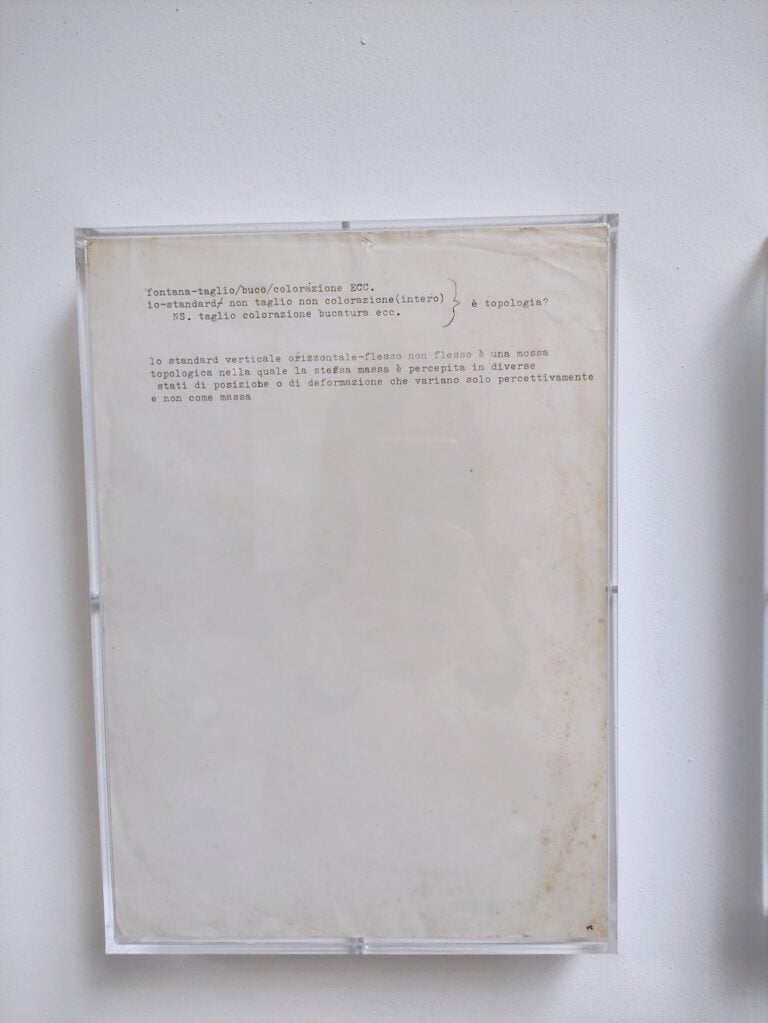 fontana-taglio/buco/colorazione ECC.
io-standard/ non taglio non colorazione(intero) } è topologia?
NS. taglio colorazione bucatura ecc.
lo standard verticale orizzontale-flesso non flesso è una mossa
topologica nella quale la stessa massa è percepita in diverse
stati di posizione o di deformazione che variano solo percettivamente
e non come massa